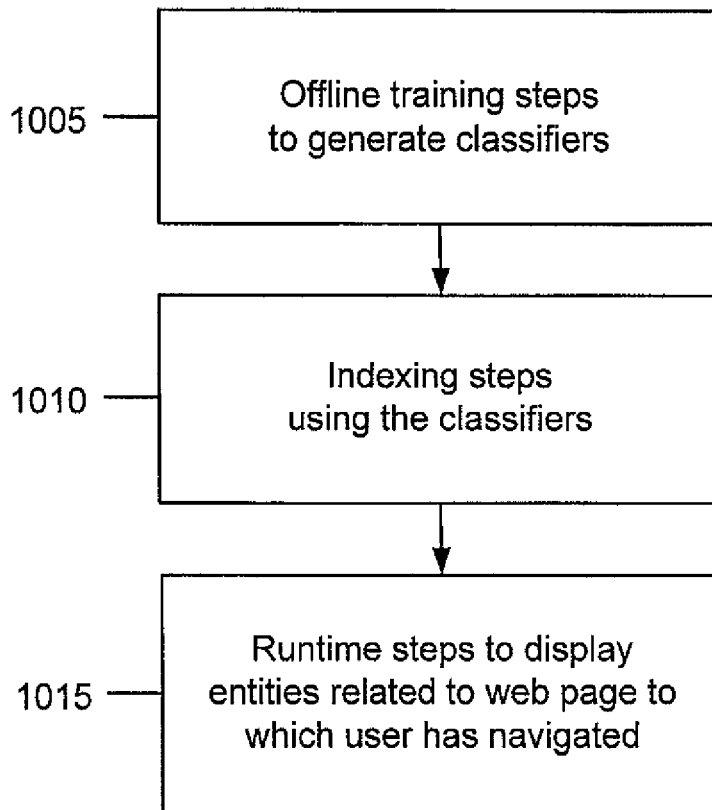 1005
Offline training steps
to generate classifiers
1010
Indexing steps
using the classifiers
1015
Runtime steps to display
entities related to web page to
which user has navigated